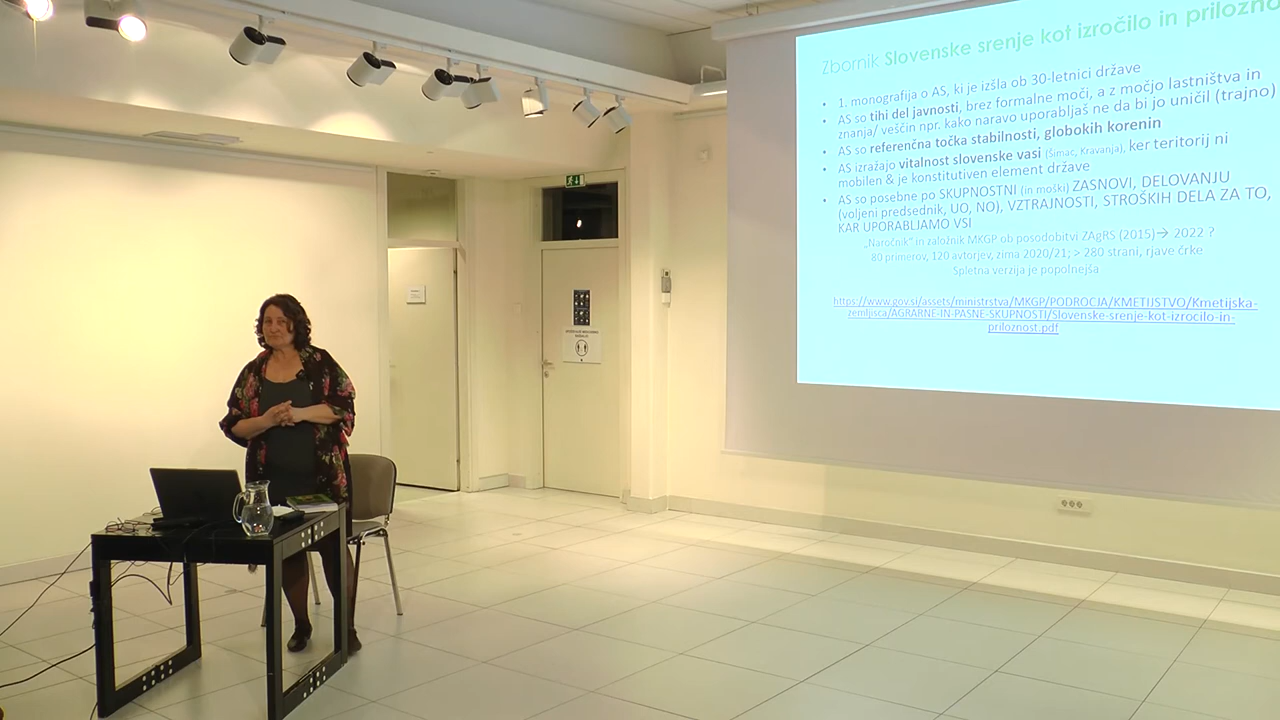 Zbornik Slovenske srenje kot izročilo in prilozno
• 1. monografija o AS, ki je izšla ob 30-letnici države
• AS so tihi del javnosti, brez formalne moči, a z močjo lastništva in
znanja/ veščin npr. kako naravo uporabljaš ne da bi jo uničil (trajno)
• AS so referenčna točka stabilnosti, globokih korenin
• AS izražajo vitalnost slovenske vasi (Šimac, Kravanja), ker teritorij ni
mobilen & je konstitutiven element države
• AS so posebne po SKUPNOSTNI (in moški) ZASNOVI, DELOVANJU
(voljeni predsednik, UO, NO), VZTRAJNOSTI, STROŠKIH DELA ZA TO,
KAR UPORABLJAMO VSI
„Naročnik" in založnik MKGP ob posodobitvi ZAgRS (2015)→ 2022 ?
80 primerov, 120 avtorjev, zima 2020/21; > 280 strani, rjave črke
Spletna verzija je popolnejša
https://www.gov.si/assets/ministrstva/MKGP/PODROCJA/KMETIJSTVO/Kmetijska-
zemljisca/AGRARNE-IN-PASNE-SKUPNOSTI/Slovenske-srenje-kot-izrocilo-in-
priloznost.pdf